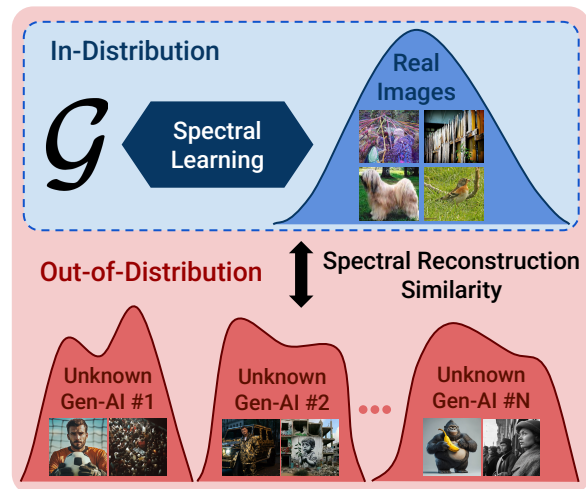 In-Distribution
𝒢
Spectral
Learning
Real
Images
Out-of-Distribution
Spectral Reconstruction
Similarity
Unknown
Gen-AI #1
Unknown
Gen-AI #2
Unknown
Gen-AI #N